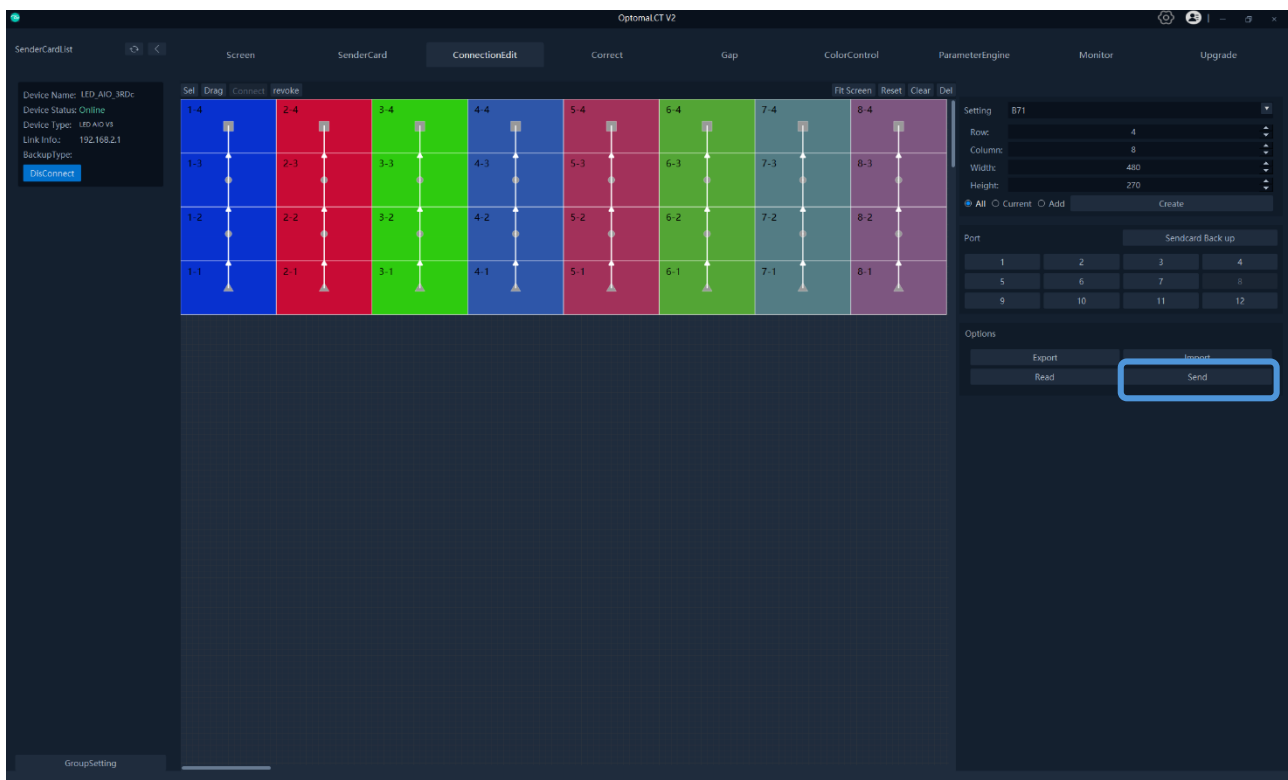 OptomaLCT V2
SenderCardList
Screen SenderCard ConnectionEdit Correct Gap ColorControl ParameterEngine Monitor Upgrade
Device Name: LED_AIO_3RDc
Device Status: Online
Device Type: LED AIO V3
Link Info.: 192.168.2.1
BackupType:
DisConnect
Sel Drag Connect revoke Fit Screen Reset Clear Del
1-4 2-4 3-4 4-4 5-4 6-4 7-4 8-4
1-3 2-3 3-3 4-3 5-3 6-3 7-3 8-3
1-2 2-2 3-2 4-2 5-2 6-2 7-2 8-2
1-1 2-1 3-1 4-1 5-1 6-1 7-1 8-1
Setting B71
Row: 4
Column: 8
Width: 480
Height: 270
All Current Add Create
Port Sendcard Back up
1 2 3 4
5 6 7 8
9 10 11 12
Options
Export Import
Read Send
GroupSetting